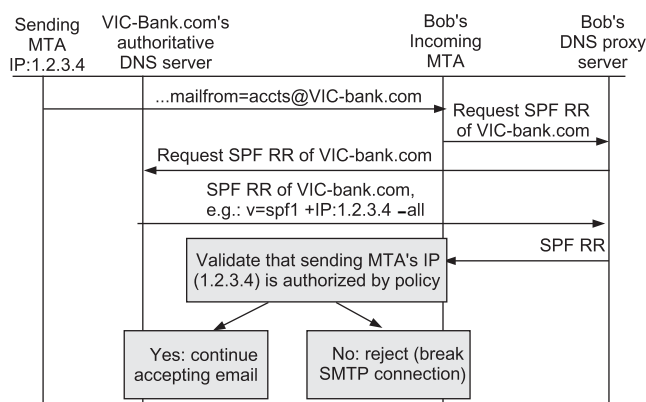 Sending
MTA
IP:1.2.3.4
VIC-Bank.com's
authoritative
DNS server
Bob's
Incoming
MTA
Bob's
DNS proxy
server
...mailfrom=accts@VIC-bank.com
Request SPF RR
of VIC-bank.com
Request SPF RR of VIC-bank.com
SPF RR of VIC-bank.com,
e.g.: v=spf1 +IP:1.2.3.4 –all
SPF RR
Validate that sending MTA's IP
(1.2.3.4) is authorized by policy
Yes: continue
accepting email
No: reject (break
SMTP connection)